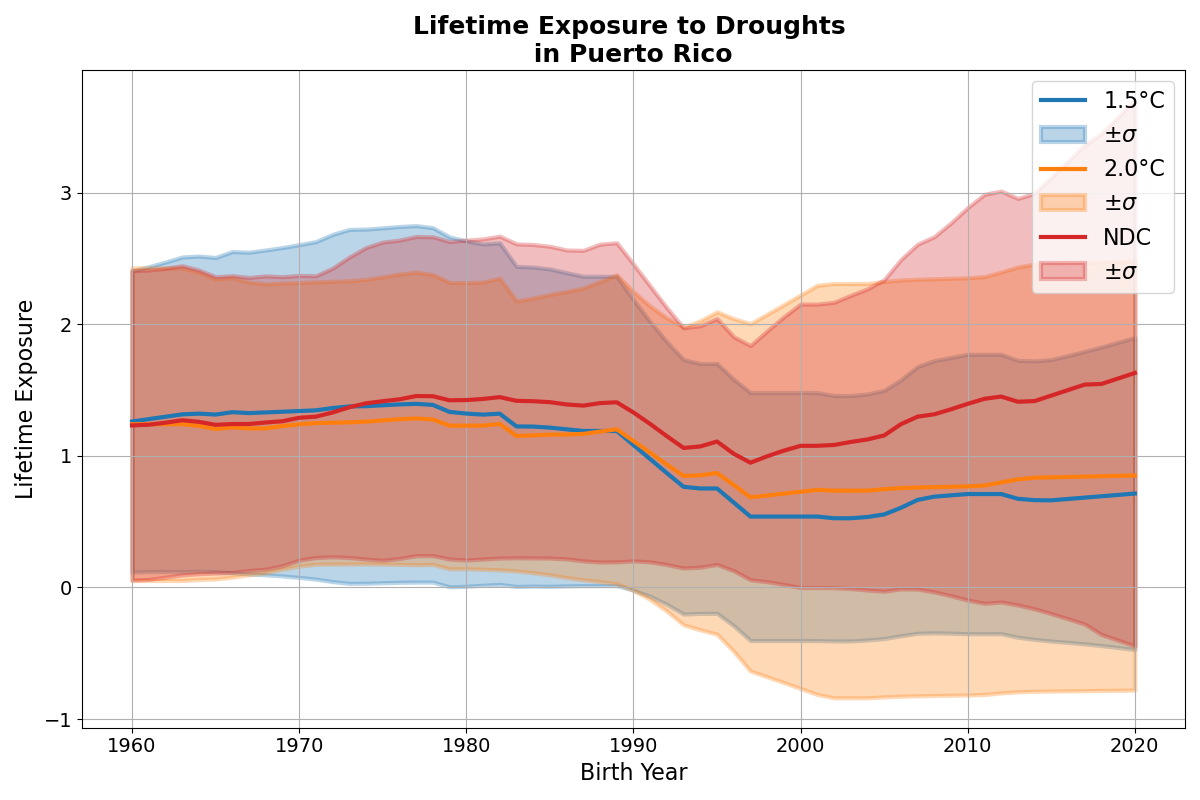 Lifetime Exposure to Droughts
in Puerto Rico
1.5°C
±σ
2.0°C
±σ
NDC
±σ
Lifetime Exposure
3
2
1
0
−1
1960 1970 1980 1990 2000 2010 2020
Birth Year